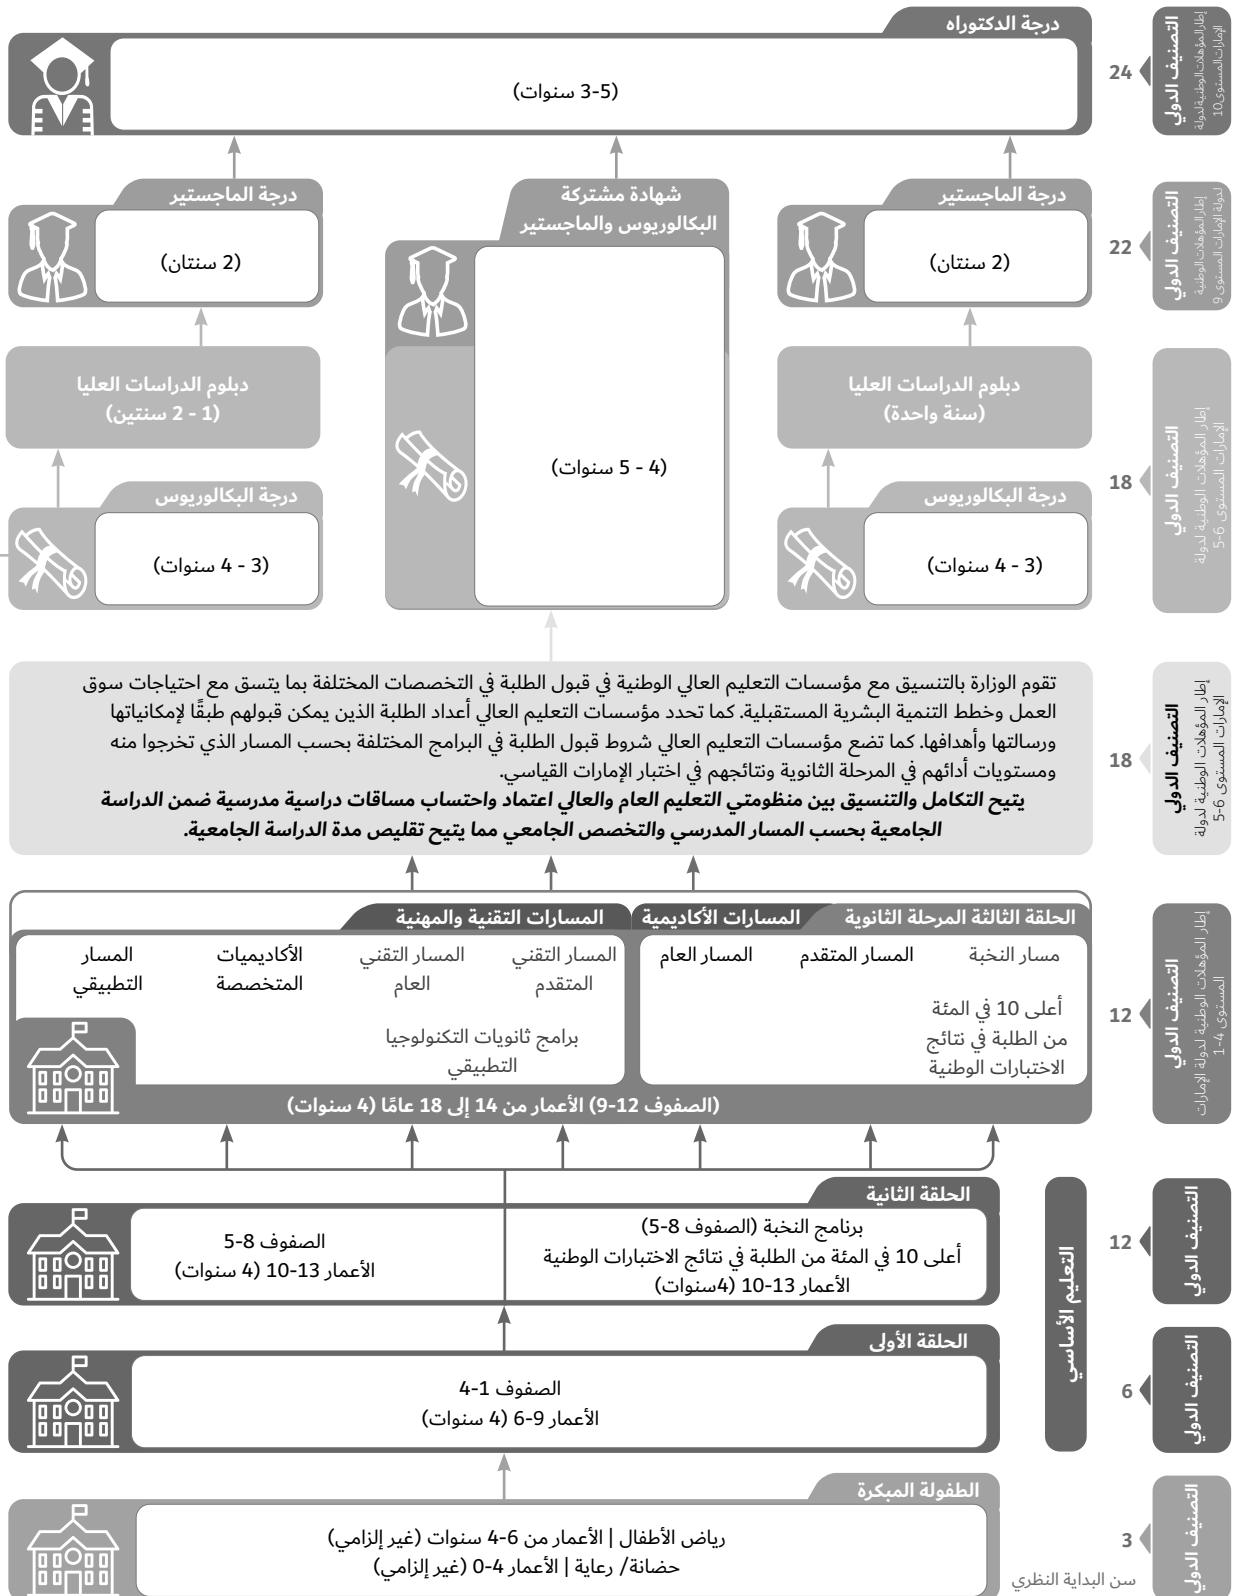 درجة الدكتوراه
(3-5 سنوات)
24
التصنيف الدولي
إطار المؤهلات الوطنية لدولة
الإمارات المستوى 10
درجة الماجستير
(2 سنتان)
شهادة مشتركة
البكالوريوس والماجستير
(4 - 5 سنوات)
درجة الماجستير
(2 سنتان)
22
التصنيف الدولي
إطار المؤهلات الوطنية
لدولة الإمارات المستوى 9
دبلوم الدراسات العليا
(سنة واحدة)
دبلوم الدراسات العليا
(1 - 2 سنتين)
درجة البكالوريوس
(3 - 4 سنوات)
درجة البكالوريوس
(3 - 4 سنوات)
18
التصنيف الدولي
إطار المؤهلات الوطنية لدولة
الإمارات المستوى 6-5
تقوم الوزارة بالتنسيق مع مؤسسات التعليم العالي الوطنية في قبول الطلبة في التخصصات المختلفة بما يتسق مع احتياجات سوق
العمل وخطط التنمية البشرية المستقبلية. كما تحدد مؤسسات التعليم العالي أعداد الطلبة الذين يمكن قبولهم طبقًا لإمكانياتها
ورسالتها وأهدافها. كما تضع مؤسسات التعليم العالي شروط قبول الطلبة في البرامج المختلفة بحسب المسار الذي تخرجوا منه
ومستويات أدائهم في المرحلة الثانوية ونتائجهم في اختبار الإمارات القياسي.
يتيح التكامل والتنسيق بين منظومتي التعليم العام والعالي اعتماد واحتساب مساقات دراسية مدرسية ضمن الدراسة
الجامعية بحسب المسار المدرسي والتخصص الجامعي مما يتيح تقليص مدة الدراسة الجامعية.
18
التصنيف الدولي
إطار المؤهلات الوطنية لدولة
الإمارات المستوى 6-5
الحلقة الثالثة المرحلة الثانوية
المسارات الأكاديمية
المسارات التقنية والمهنية
مسار النخبة
أعلى 10 في المئة
من الطلبة في نتائج
الاختبارات الوطنية
المسار المتقدم
المسار العام
المسار التقني
المتقدم
المسار التقني
العام
برامج ثانويات التكنولوجيا
التطبيقي
الأكاديميات
المتخصصة
المسار
التطبيقي
(الصفوف 12-9) الأعمار من 14 إلى 18 عامًا (4 سنوات)
12
التصنيف الدولي
إطار المؤهلات الوطنية لدولة الإمارات
المستوى 4-1
الحلقة الثانية
برنامج النخبة (الصفوف 8-5)
أعلى 10 في المئة من الطلبة في نتائج الاختبارات الوطنية
الأعمار 13-10 (4سنوات)
الصفوف 8-5
الأعمار 13-10 (4 سنوات)
12
التصنيف الدولي
التعليم الأساسي
الحلقة الأولى
الصفوف 1-4
الأعمار 9-6 (4 سنوات)
6
التصنيف الدولي
الطفولة المبكرة
رياض الأطفال | الأعمار من 6-4 سنوات (غير إلزامي)
حضانة/ رعاية | الأعمار 4-0 (غير إلزامي)
3
سن البداية النظري
التصنيف الدولي